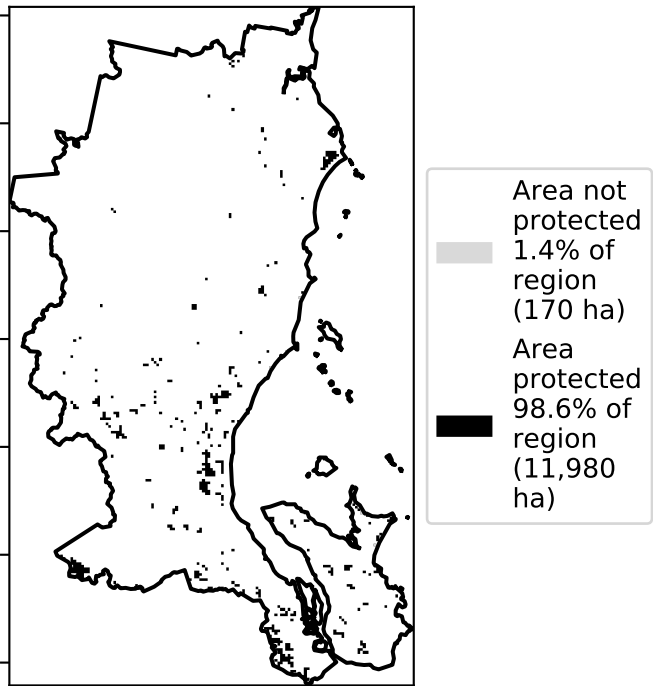 Area not
protected
1.4% of
region
(170 ha)
Area
protected
98.6% of
region
(11,980
ha)